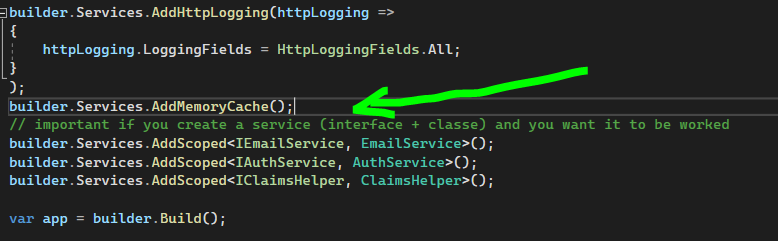 builder.Services.AddHttpLogging(httpLogging =>
{
httpLogging.LoggingFields = HttpLoggingFields.All;
}
);
builder.Services.AddMemoryCache();
// important if you create a service (interface + classe) and you want it to be worked
builder.Services.AddScoped<IEmailService, EmailService>();
builder.Services.AddScoped<IAuthService, AuthService>();
builder.Services.AddScoped<IClaimsHelper, ClaimsHelper>();
var app = builder.Build();